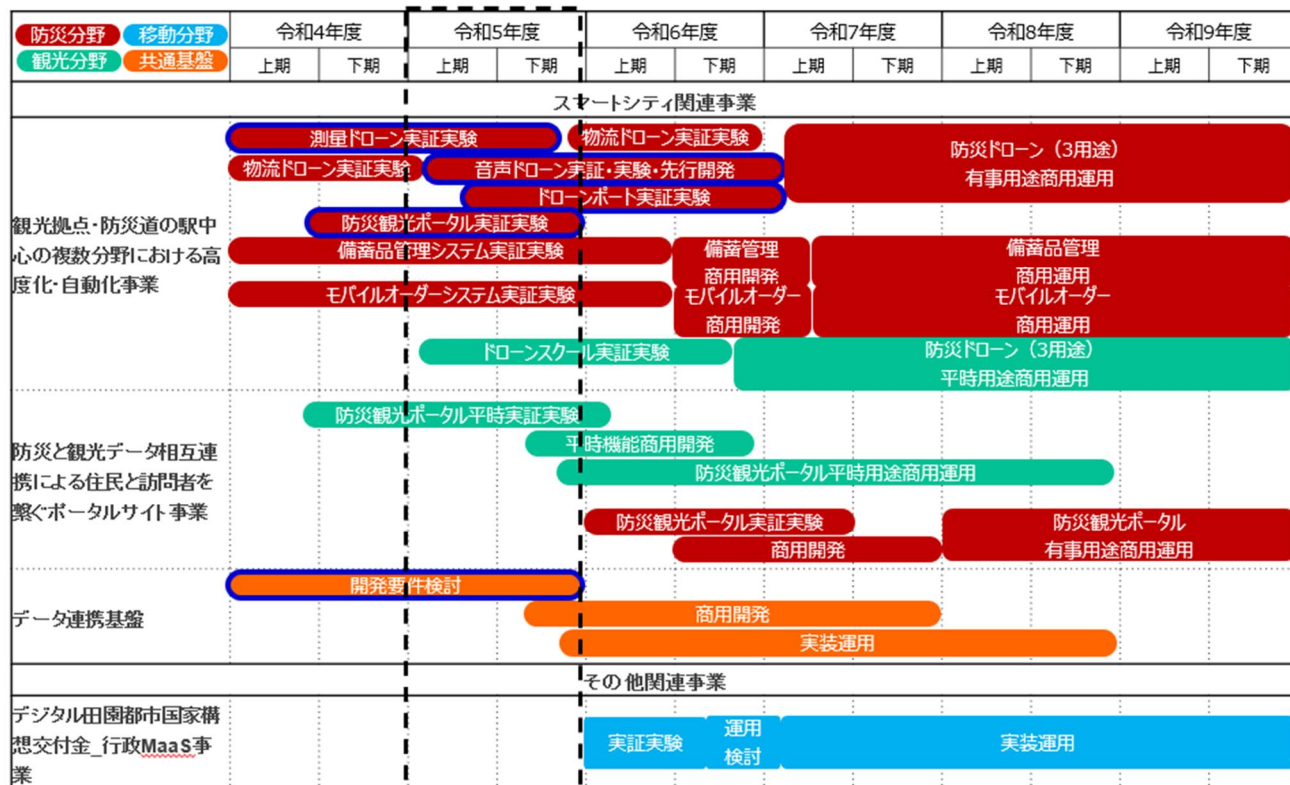 防災分野 移動分野
観光分野 共通基盤
令和4年度 令和5年度 令和6年度 令和7年度 令和8年度 令和9年度
上期 下期 上期 下期 上期 下期 上期 下期 上期 下期 上期 下期
スマートシティ関連事業
観光拠点・防災道の駅中
心の複数分野における高
度化・自動化事業
測量ドローン実証実験
物流ドローン実証実験
防災ドローン（3用途）
有事用途商用運用
物流ドローン実証実験
音声ドローン実証・実験・先行開発
ドローンポート実証実験
防災観光ポータル実証実験
備蓄品管理システム実証実験
備蓄管理
商用開発
備蓄品管理
商用運用
モバイルオーダーシステム実証実験
モバイルオーダー
商用開発
モバイルオーダー
商用運用
ドローンスクール実証実験
防災ドローン（3用途）
平時用途商用運用
防災と観光データ相互連
携による住民と訪問者を
繋ぐポータルサイト事業
防災観光ポータル平時実証実験
平時機能商用開発
防災観光ポータル平時用途商用運用
防災観光ポータル実証実験
商用開発
防災観光ポータル
有事用途商用運用
データ連携基盤
開発要件検討
商用開発
実装運用
その他関連事業
デジタル田園都市国家構
想交付金_行政MaaS事
業
実証実験
運用
検討
実装運用